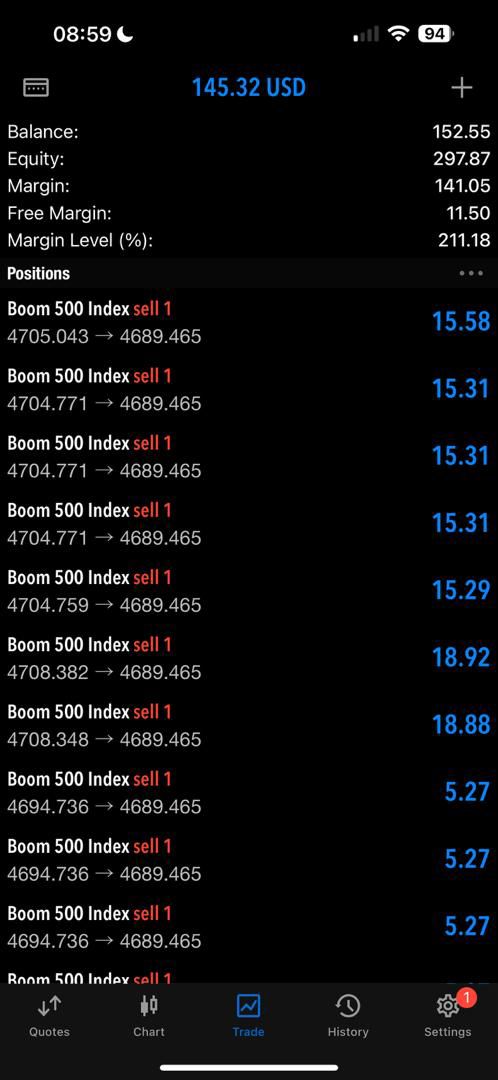 08:59
94
145.32 USD
Balance: 152.55
Equity: 297.87
Margin: 141.05
Free Margin: 11.50
Margin Level (%): 211.18
Positions
Boom 500 Index sell 1
4705.043 → 4689.465 15.58
Boom 500 Index sell 1
4704.771 → 4689.465 15.31
Boom 500 Index sell 1
4704.771 → 4689.465 15.31
Boom 500 Index sell 1
4704.771 → 4689.465 15.31
Boom 500 Index sell 1
4704.759 → 4689.465 15.29
Boom 500 Index sell 1
4708.382 → 4689.465 18.92
Boom 500 Index sell 1
4708.348 → 4689.465 18.88
Boom 500 Index sell 1
4694.736 → 4689.465 5.27
Boom 500 Index sell 1
4694.736 → 4689.465 5.27
Boom 500 Index sell 1
4694.736 → 4689.465 5.27
Boom 500 Index sell 1
1
Quotes Chart Trade History Settings